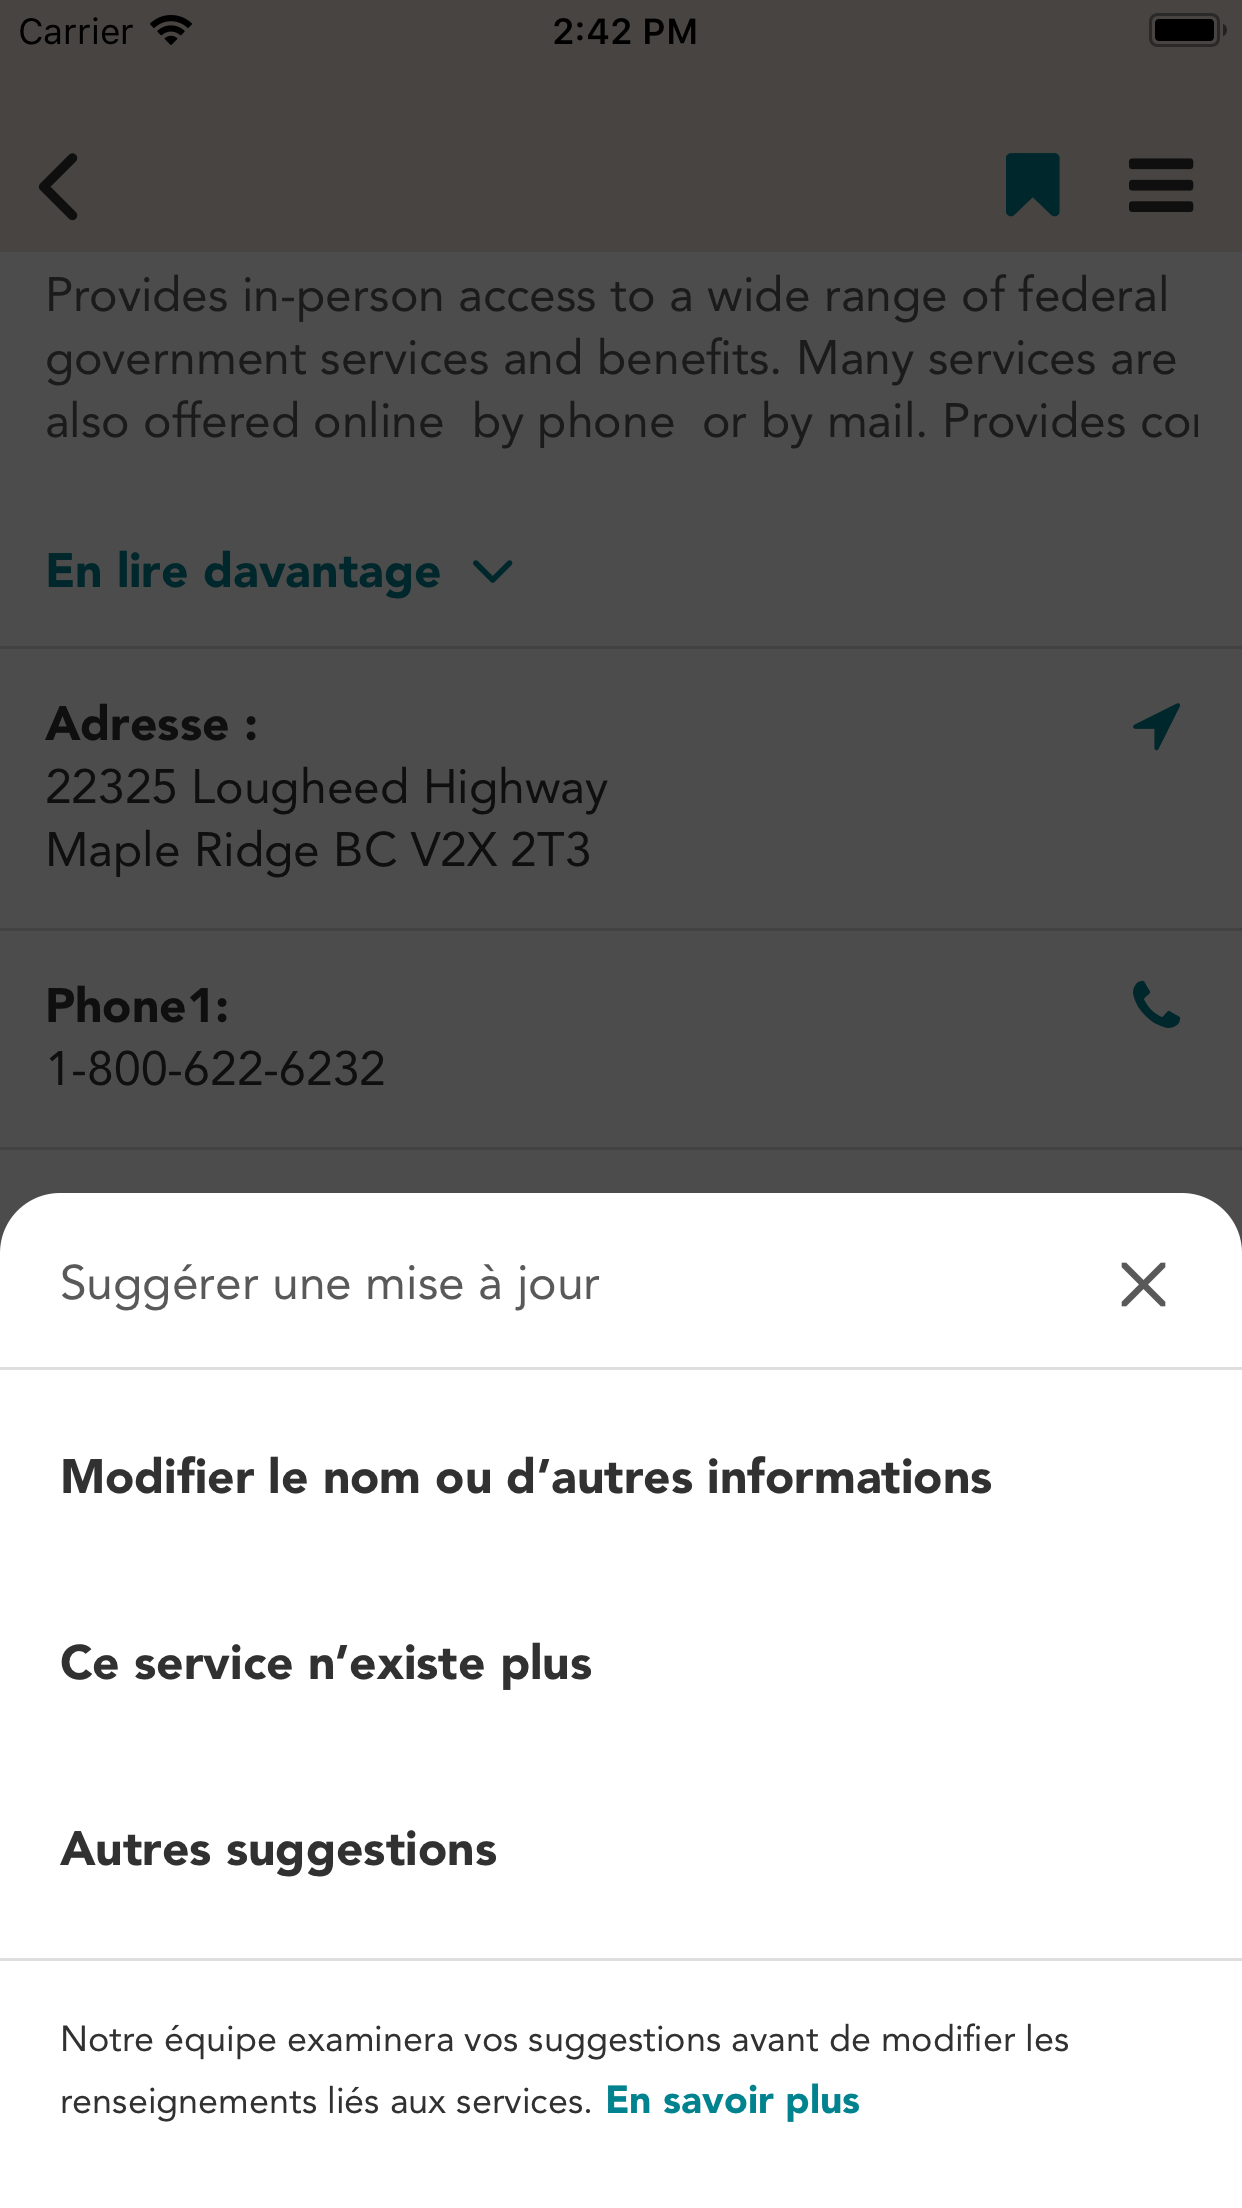 Carrier 2:42 PM
Provides in-person access to a wide range of federal
government services and benefits. Many services are
also offered online  by phone  or by mail. Provides
En lire davantage
Adresse :
22325 Lougheed Highway
Maple Ridge BC V2X 2T3
Phone1:
1-800-622-6232
Suggérer une mise à jour
Modifier le nom ou d’autres informations
Ce service n’existe plus
Autres suggestions
Notre équipe examinera vos suggestions avant de modifier les
renseignements liés aux services. En savoir plus